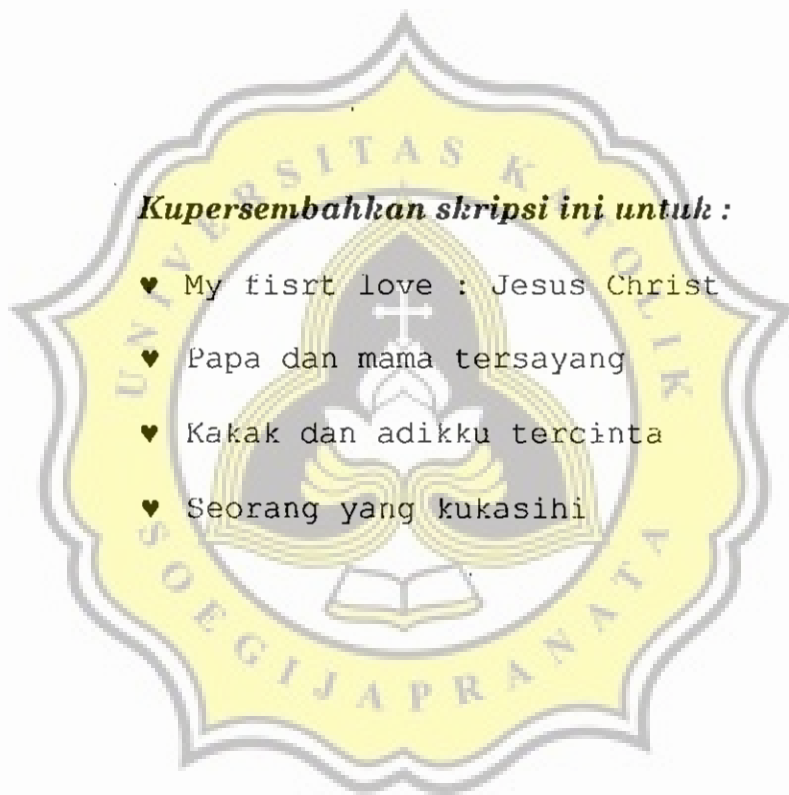 UNIVERSITAS KATOLIK
Kupersembahkan skripsi ini untuk :
♥ My fisrt love : Jesus Christ
♥ Papa dan mama tersayang
♥ Kakak dan adikku tercinta
♥ Seorang yang kukasihi
SOEGIJAPRANATA